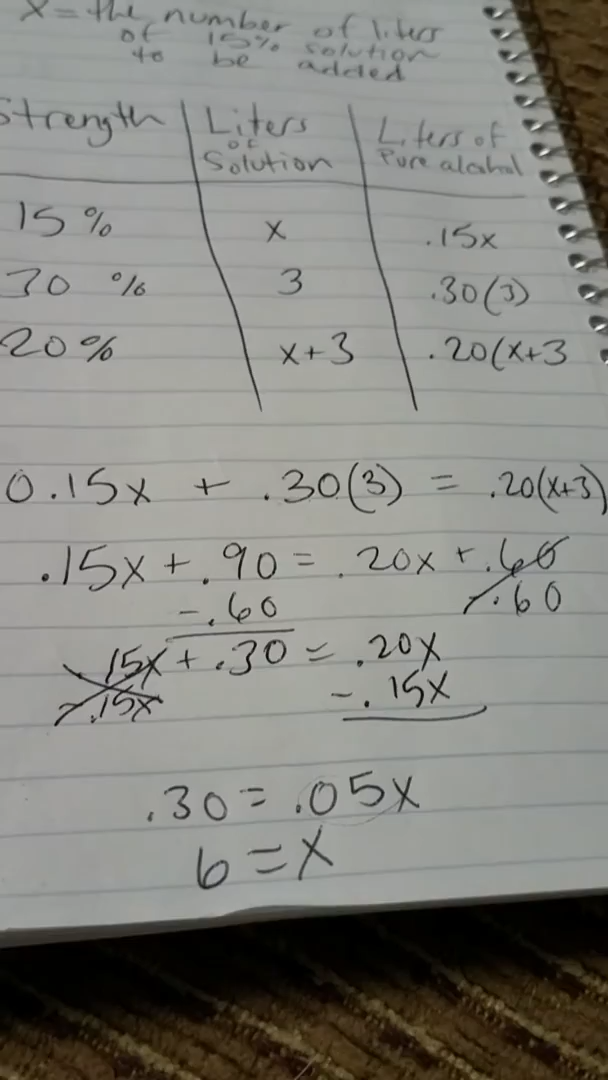 x = the number of liters
of 15% solution
to be added
Strength Liters of Solution Liters of Pure alcahol
15% x .15x
30 % 3 .30(3)
20% x+3 .20(x+3
0.15x + .30(3) = .20(x+3)
.15x + .90 = .20x + .60
-.60 -.60
.15x + .30 = .20x
-.15x -.15x
.30 = .05x
6 = x